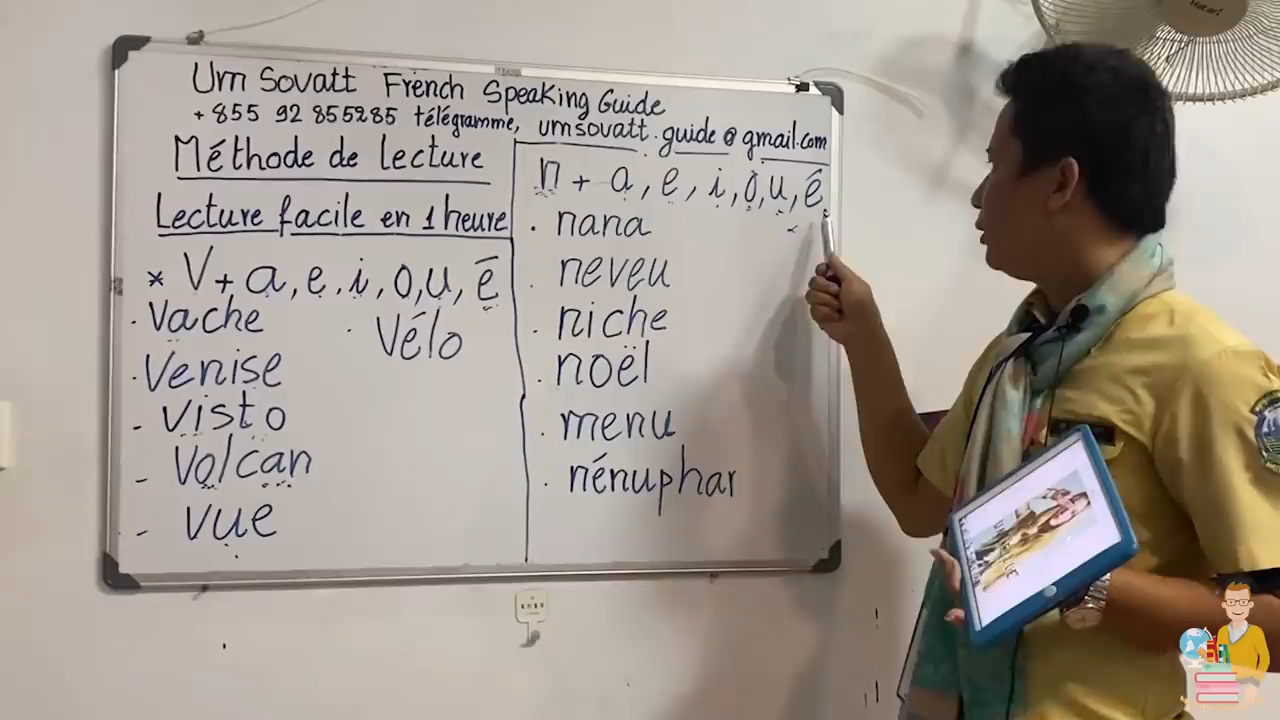 Um Sovatt French Speaking Guide
+855 92 855285 télégramme, umsovatt.guide@gmail.com
Méthode de lecture
Lecture facile en 1 heure
* V + a, e, i, o, u, é
. Vache
. Vélo
. Venise
- visto
- Volcan
- vue
n + a, e, i, o, u, é
. nana
. neveu
. niche
. noël
. menu
. nénuphar
Hatari